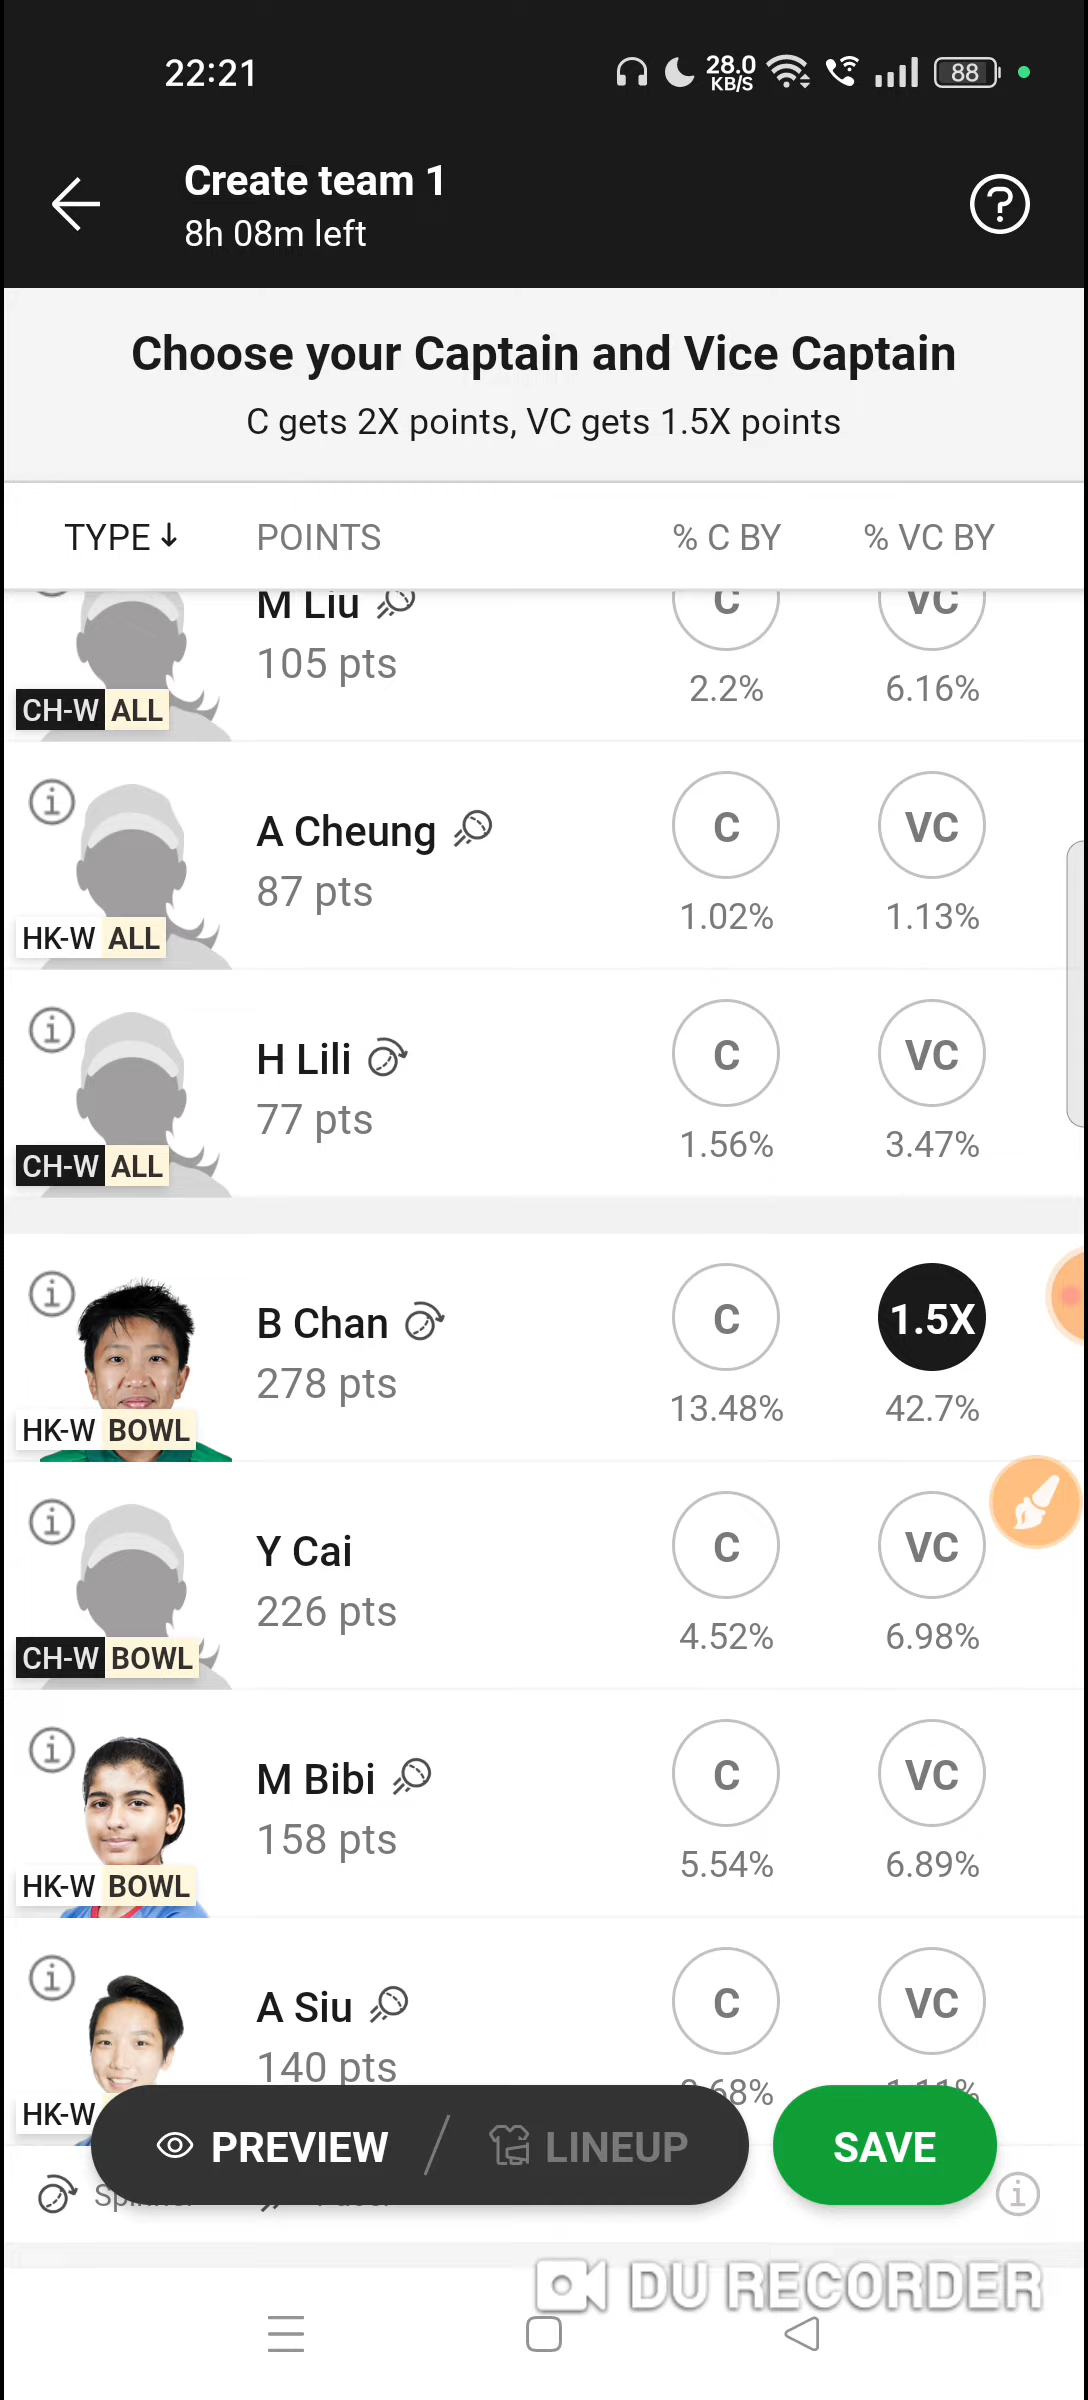 22:21
28.0
KB/S
88
Create team 1
8h 08m left
Choose your Captain and Vice Captain
C gets 2X points, VC gets 1.5X points
TYPE POINTS % C BY % VC BY
M Liu C VC
105 pts
2.2% 6.16%
CH-W ALL
A Cheung C VC
87 pts
1.02% 1.13%
HK-W ALL
H Lili C VC
77 pts
1.56% 3.47%
CH-W ALL
B Chan C 1.5X
278 pts
13.48% 42.7%
HK-W BOWL
Y Cai C VC
226 pts
4.52% 6.98%
CH-W BOWL
M Bibi C VC
158 pts
5.54% 6.89%
HK-W BOWL
A Siu C VC
140 pts
HK-W
PREVIEW LINEUP SAVE
DU RECORDER